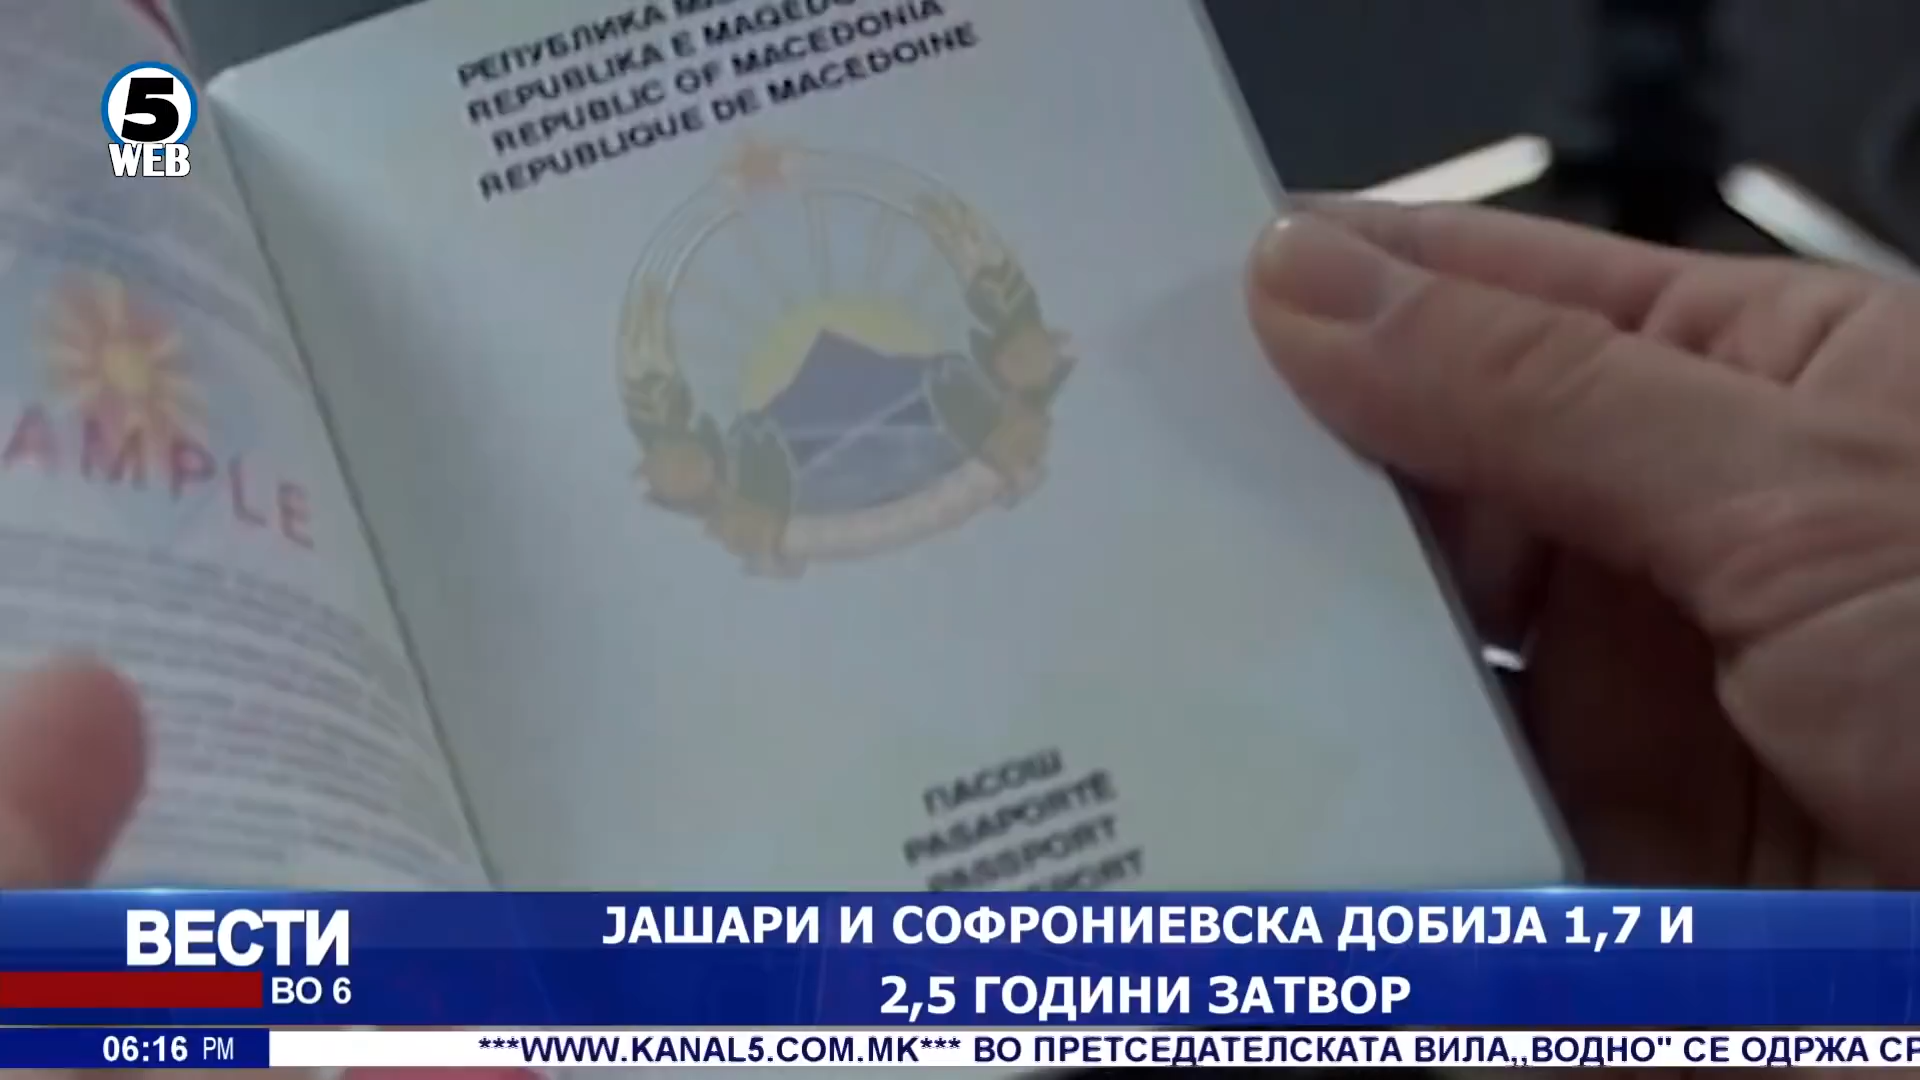 РЕПУБЛИКА
REPUBLIKA E MAQEDO
REPUBLIC OF MACEDONIA
REPUBLIQUE DE MACEDOINE
5
WEB
AMPLE
ПАСОШ
PASAPORTE
PASSPORT
ВЕСТИ
ВО 6
ЈАШАРИ И СОФРОНИЕВСКА ДОБИЈА 1,7 И
2,5 ГОДИНИ ЗАТВОР
06:16 PM
***WWW.KANAL5.COM.MK*** ВО ПРЕТСЕДАТЕЛСКАТА ВИЛА,,ВОДНО" СЕ ОДРЖА СР